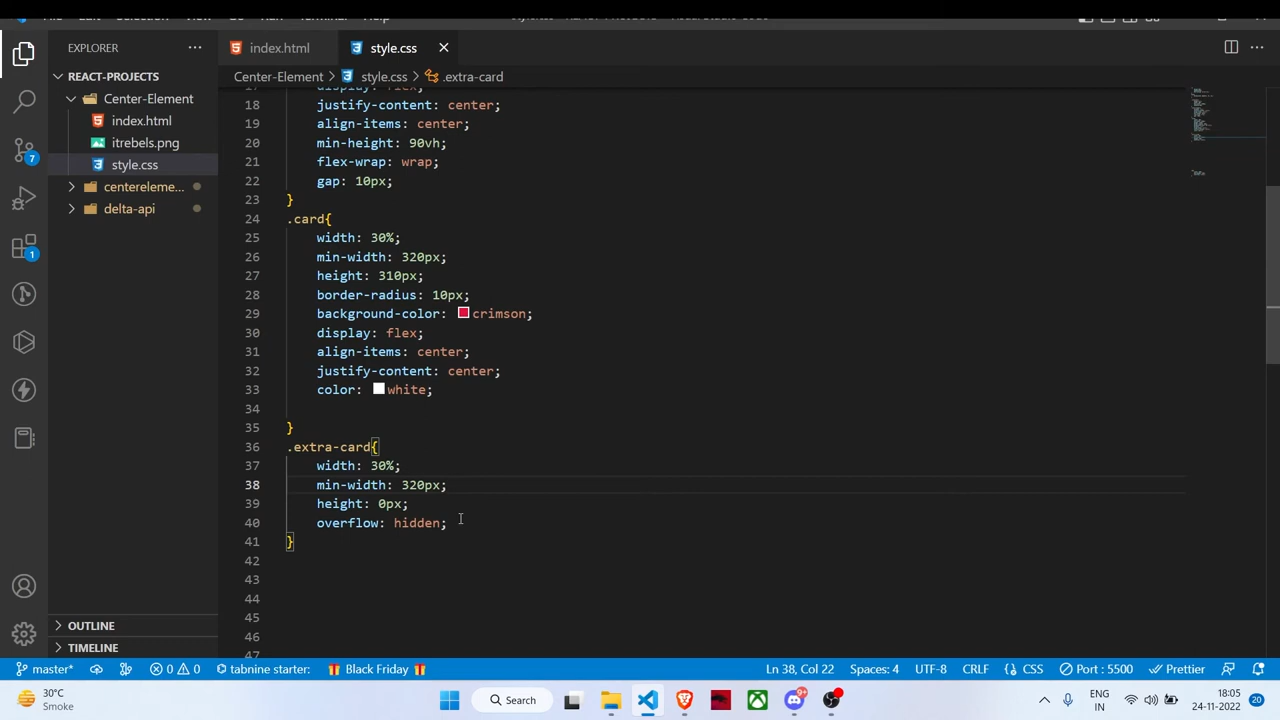 EXPLORER
index.html
style.css
REACT-PROJECTS
Center-Element
style.css
.extra-card
Center-Element
index.html
itrebels.png
style.css
centereleme...
delta-api
7
1
18 justify-content: center;
19 align-items: center;
20 min-height: 90vh;
21 flex-wrap: wrap;
22 gap: 10px;
23 }
24 .card{
25 width: 30%;
26 min-width: 320px;
27 height: 310px;
28 border-radius: 10px;
29 background-color: crimson;
30 display: flex;
31 align-items: center;
32 justify-content: center;
33 color: white;
34
35 }
36 .extra-card{
37 width: 30%;
38 min-width: 320px;
39 height: 0px;
40 overflow: hidden;
41 }
42
43
44
45
46
OUTLINE
TIMELINE
master* 0 0 tabnine starter: Black Friday Ln 38, Col 22 Spaces: 4 UTF-8 CRLF {} CSS Port : 5500 Prettier
30°C
Smoke
Search
ENG
IN
18:05
24-11-2022
20